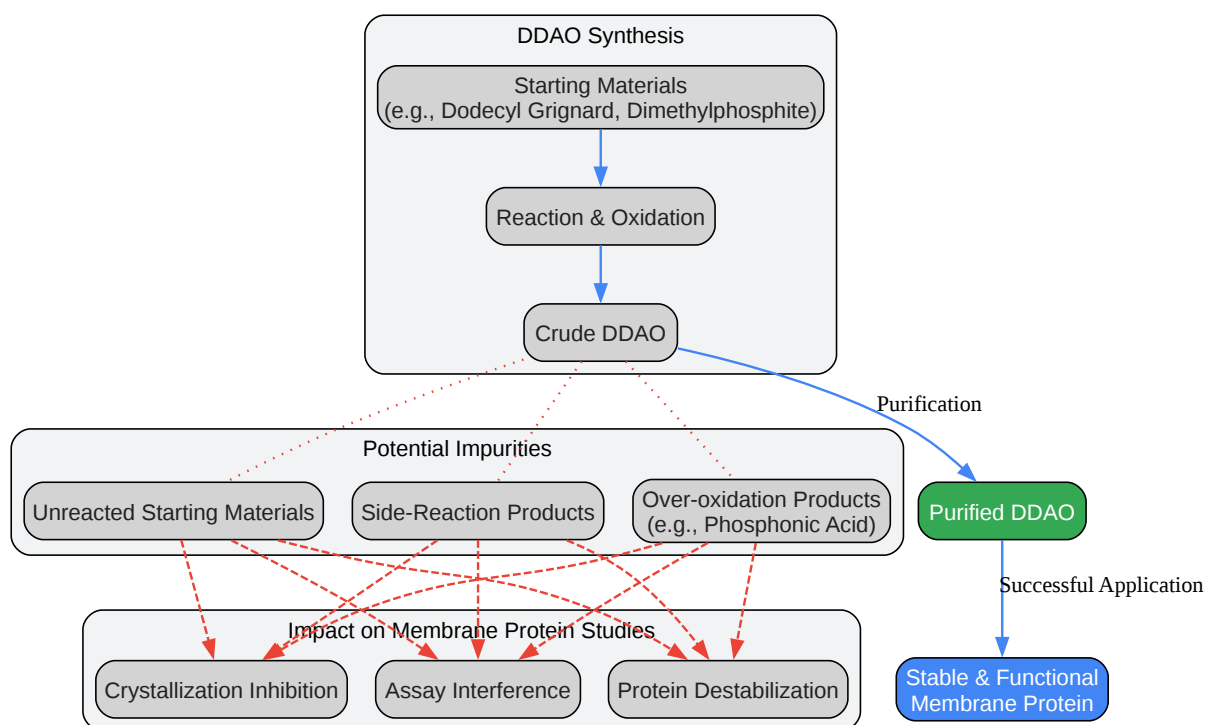 DDAO Synthesis
Starting Materials
(e.g., Dodecyl Grignard, Dimethylphosphite)
Reaction & Oxidation
Crude DDAO
Purification
Potential Impurities
Unreacted Starting Materials
Side-Reaction Products
Over-oxidation Products
(e.g., Phosphonic Acid)
Purified DDAO
Successful Application
Impact on Membrane Protein Studies
Crystallization Inhibition
Assay Interference
Protein Destabilization
Stable & Functional
Membrane Protein